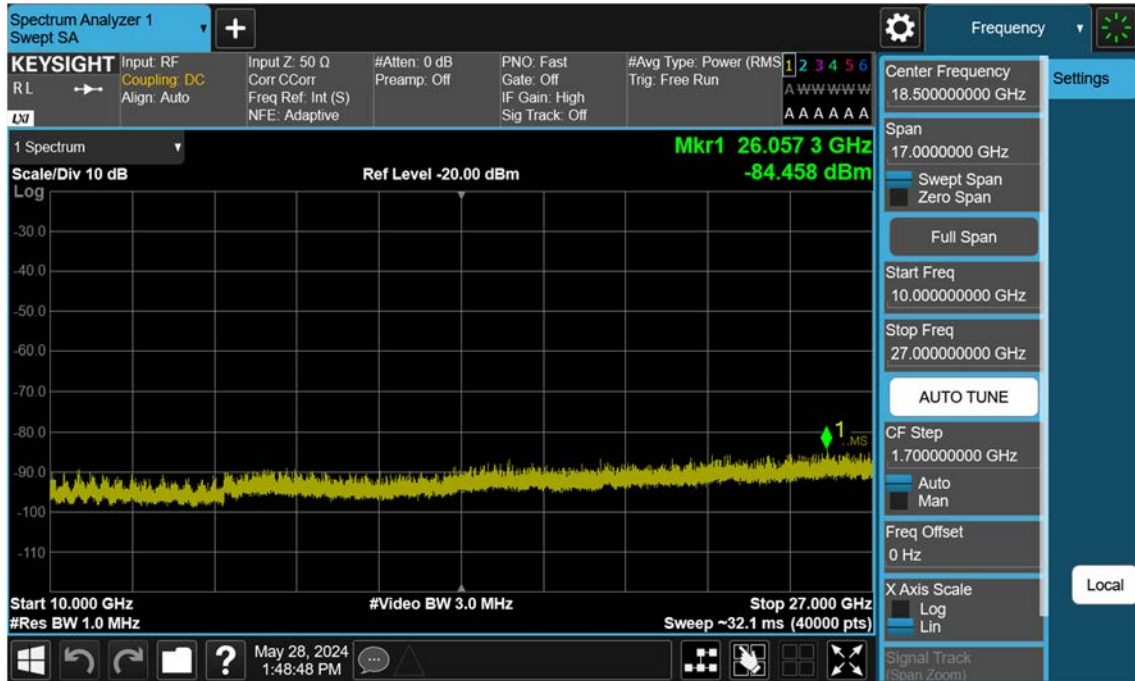 Spectrum Analyzer 1
Swept SA
+
Frequency
KEYSIGHT
R L
LXI
Input: RF
Coupling: DC
Align: Auto
Input Z: 50 Ω
Corr CCorr
Freq Ref: Int (S)
NFE: Adaptive
#Atten: 0 dB
Preamp: Off
PNO: Fast
Gate: Off
IF Gain: High
Sig Track: Off
#Avg Type: Power (RMS
Trig: Free Run
1 2 3 4 5 6
A W W W W W
A A A A A A
1 Spectrum
Scale/Div 10 dB
Log
Ref Level -20.00 dBm
Mkr1 26.057 3 GHz
-84.458 dBm
-30.0
-40.0
-50.0
-60.0
-70.0
-80.0
-90.0
-100
-110
1
Start 10.000 GHz
#Res BW 1.0 MHz
#Video BW 3.0 MHz
Stop 27.000 GHz
Sweep ~32.1 ms (40000 pts)
Center Frequency
18.500000000 GHz
Span
17.0000000 GHz
Swept Span
Zero Span
Full Span
Start Freq
10.000000000 GHz
Stop Freq
27.000000000 GHz
AUTO TUNE
CF Step
1.700000000 GHz
Auto
Man
Freq Offset
0 Hz
X Axis Scale
Log
Lin
Signal Track
(Span Zoom)
Settings
Local
?
May 28, 2024
1:48:48 PM